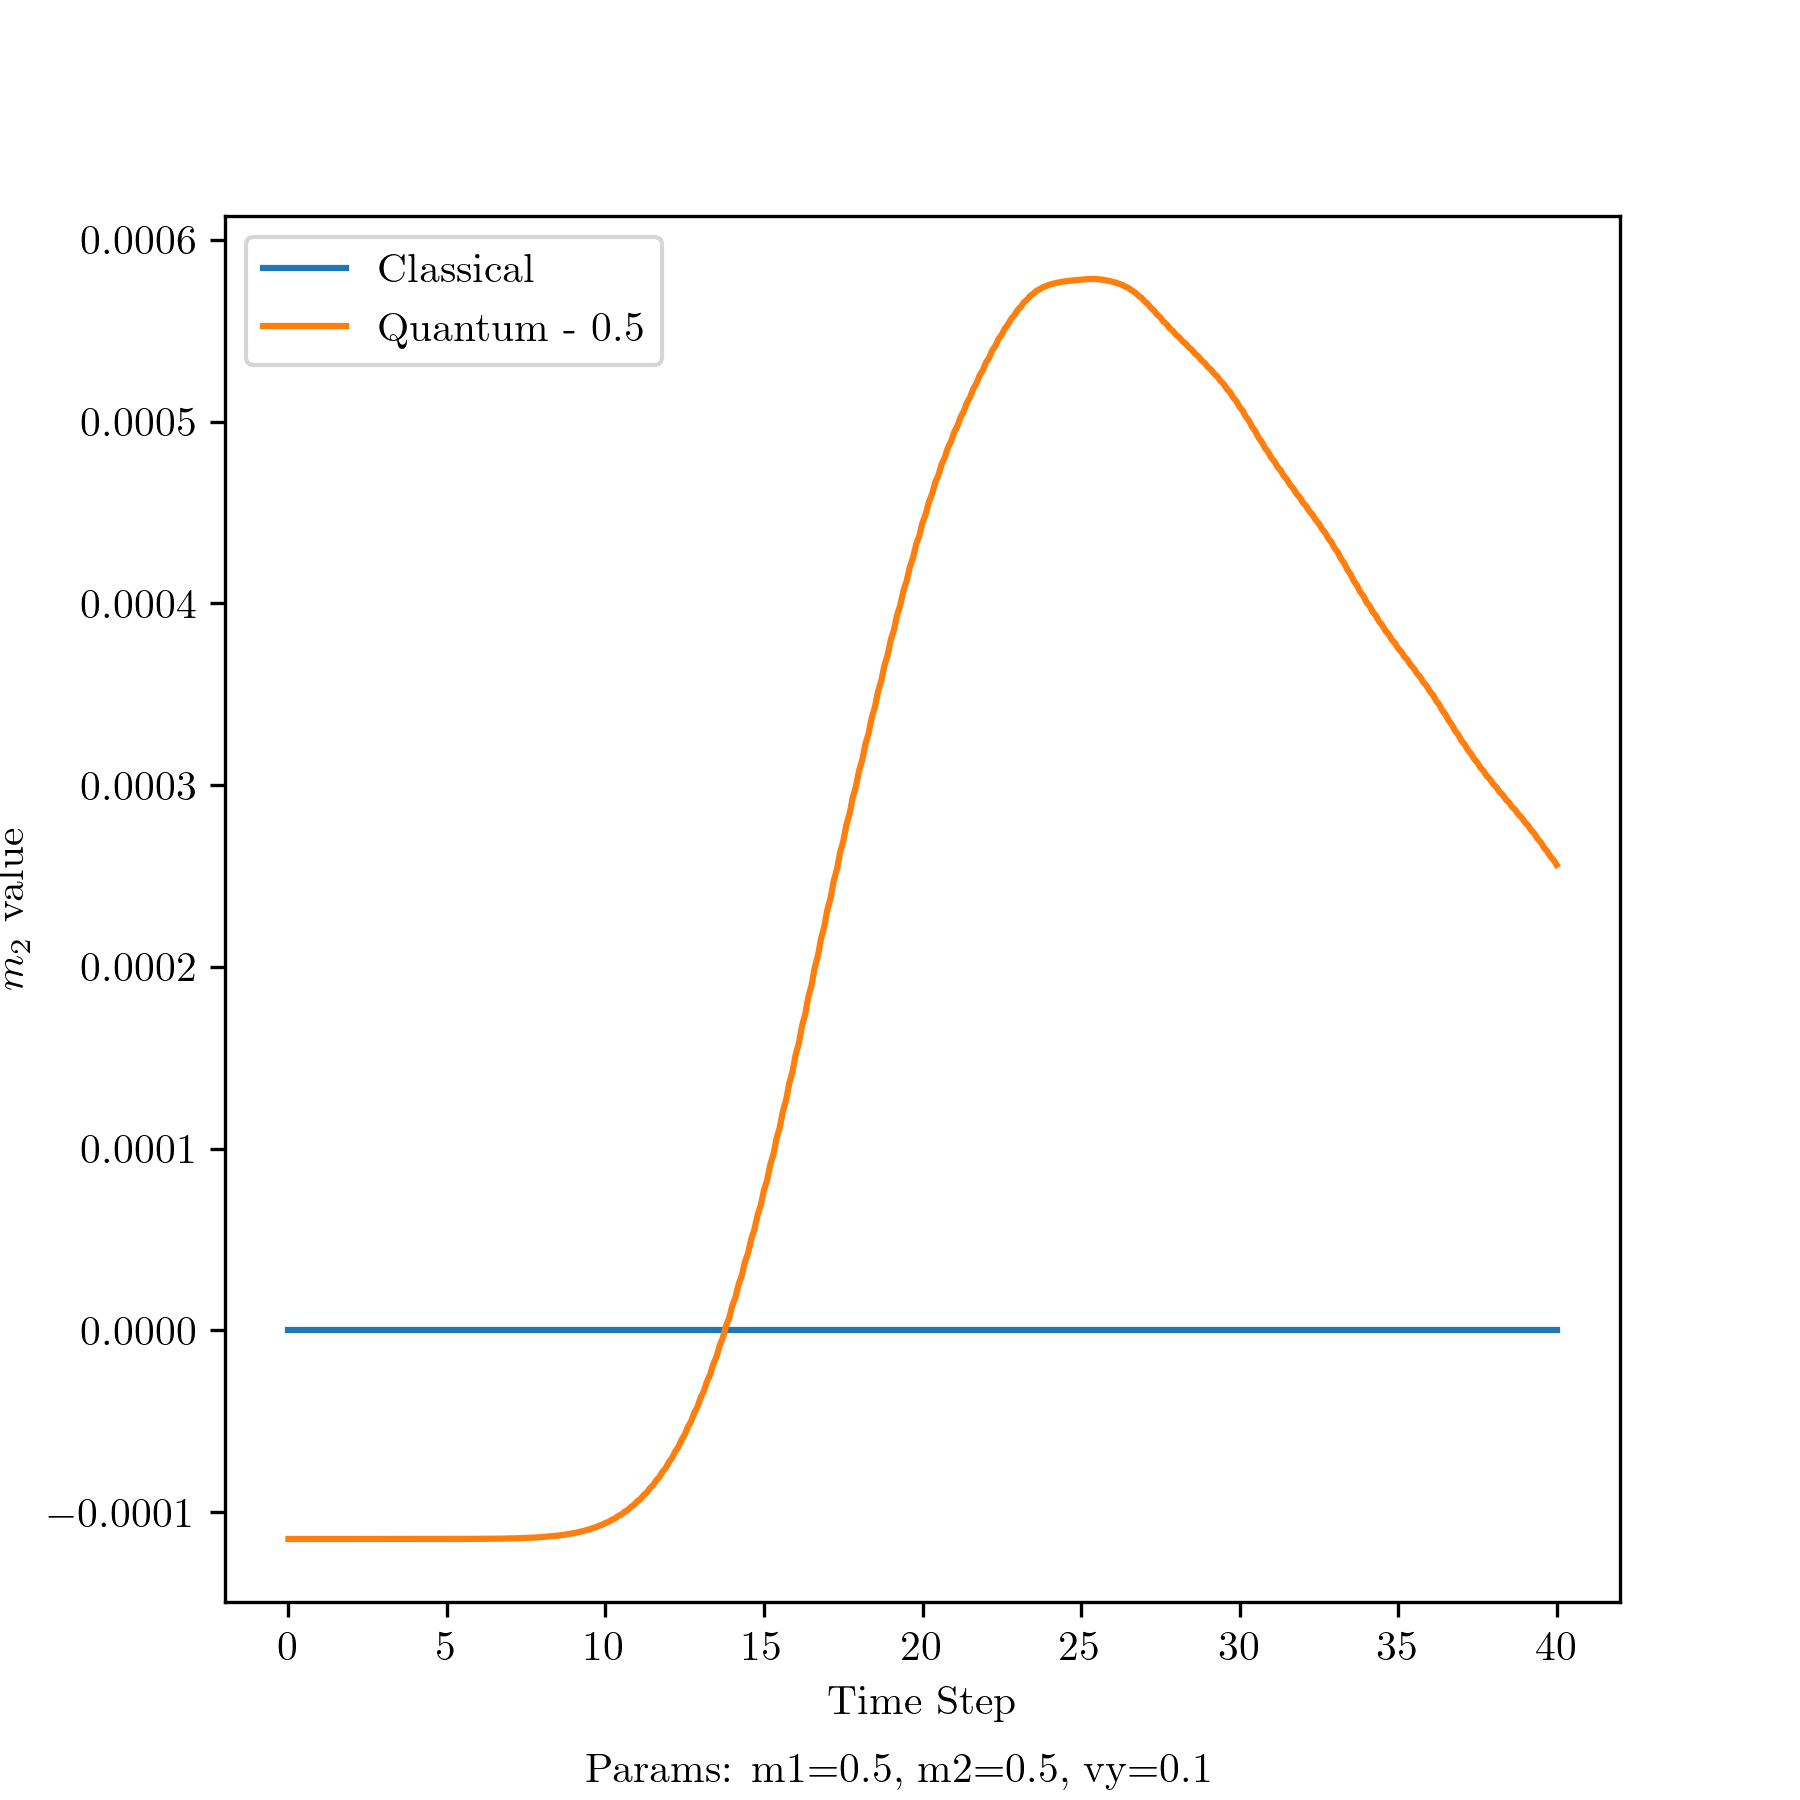 0.0006
0.0005
0.0004
0.0003
0.0002
0.0001
0.0000
−0.0001
m2 value
Classical
Quantum - 0.5
0 5 10 15 20 25 30 35 40
Time Step
Params: m1=0.5, m2=0.5, vy=0.1